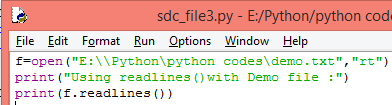 sdc_file3.py - E:/Python/python code
File Edit Format Run Options Window Help
f=open("E:\\Python\python codes\demo.txt","rt")
print("Using readlines()with Demo file :")
print(f.readlines())